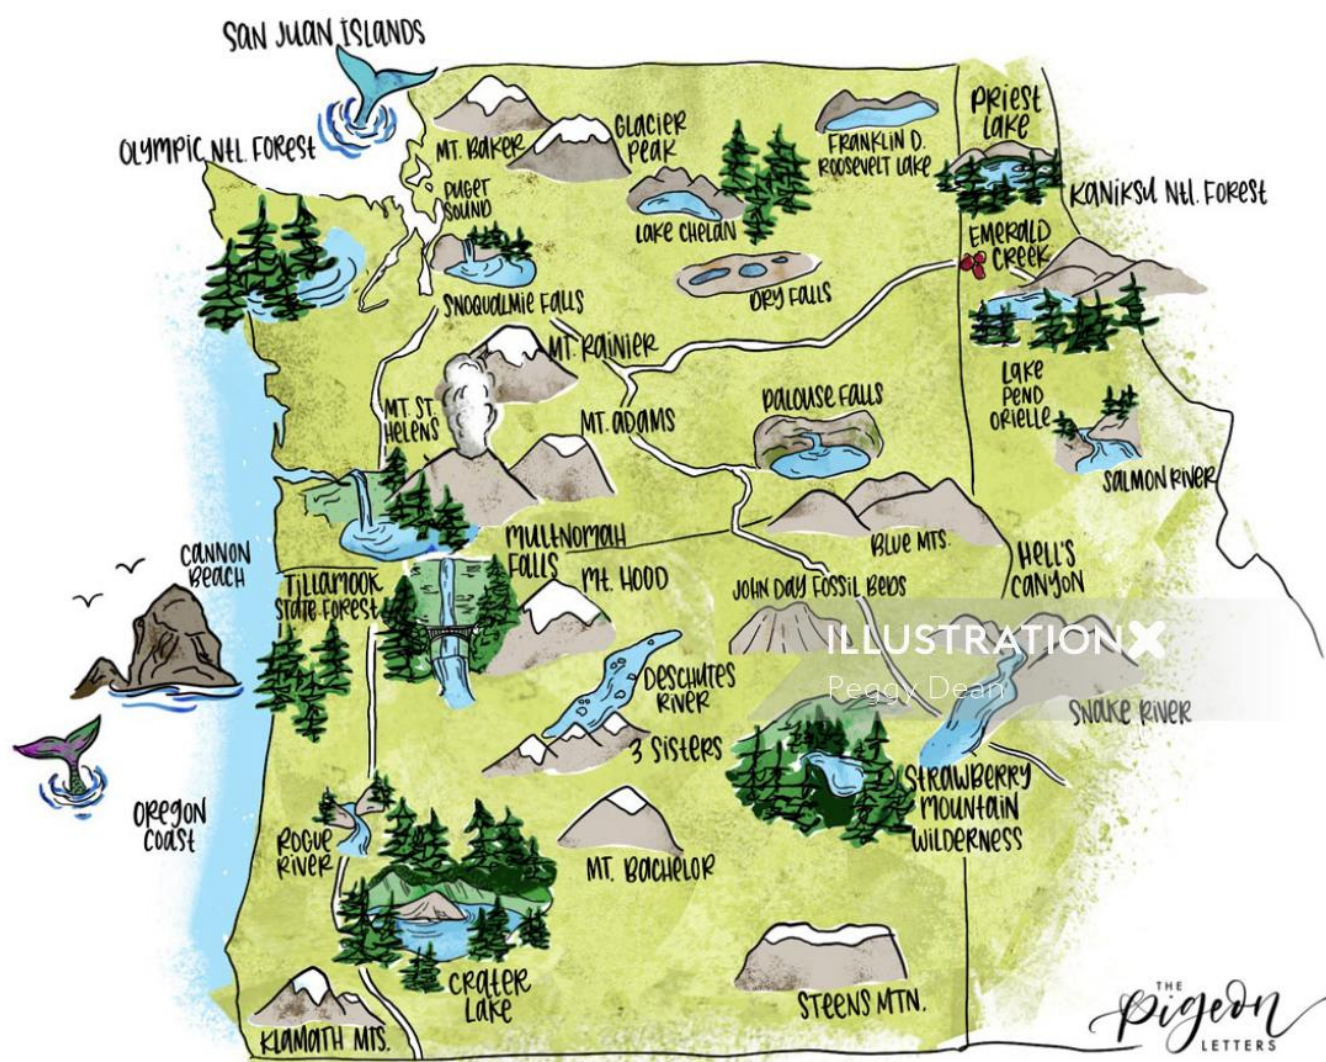 SAN JUAN ISLANDS
OLYMPIC NTL. FOREST
MT. BAKER
GLACIER
PEAK
FRANKLIN D.
ROOSEVELT LAKE
PRIEST
LAKE
KANIKSU NTL. FOREST
PUGET
SOUND
LAKE CHELAN
EMERALD
CREEK
SNOQUALMIE FALLS
DRY FALLS
MT. RAINIER
LAKE
PEND
ORIELLE
MT. ST.
HELENS
MT. ADAMS
PALOUSE FALLS
SALMON RIVER
MULTNOMAH
FALLS
BLUE MTS.
HELL'S
CANYON
CANNON
BEACH
TILLAMOOK
STATE FOREST
MT. HOOD
JOHN DAY FOSSIL BEDS
ILLUSTRATIONX
Peggy Dean
DESCHUTES
RIVER
SNAKE RIVER
3 SISTERS
STRAWBERRY
MOUNTAIN
WILDERNESS
OREGON
COAST
ROGUE
RIVER
MT. BACHELOR
CRATER
LAKE
STEENS MTN.
KLAMATH MTS.
THE
pigeon
LETTERS